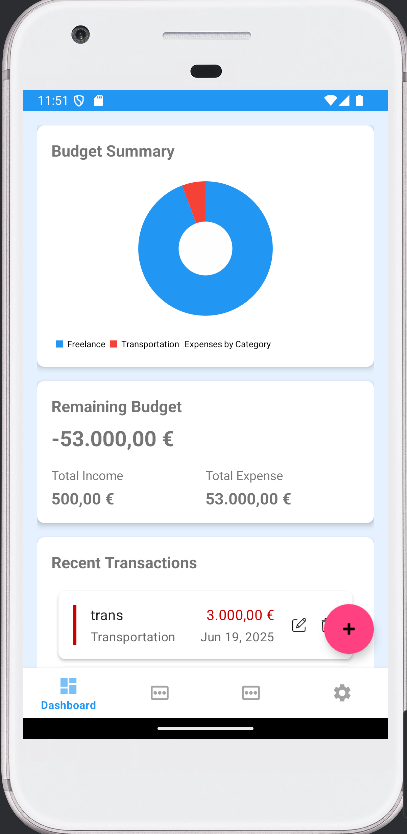 11:51
Budget Summary
Freelance Transportation Expenses by Category
Remaining Budget
-53.000,00 €
Total Income Total Expense
500,00 € 53.000,00 €
Recent Transactions
trans 3.000,00 €
Transportation Jun 19, 2025
+
Dashboard